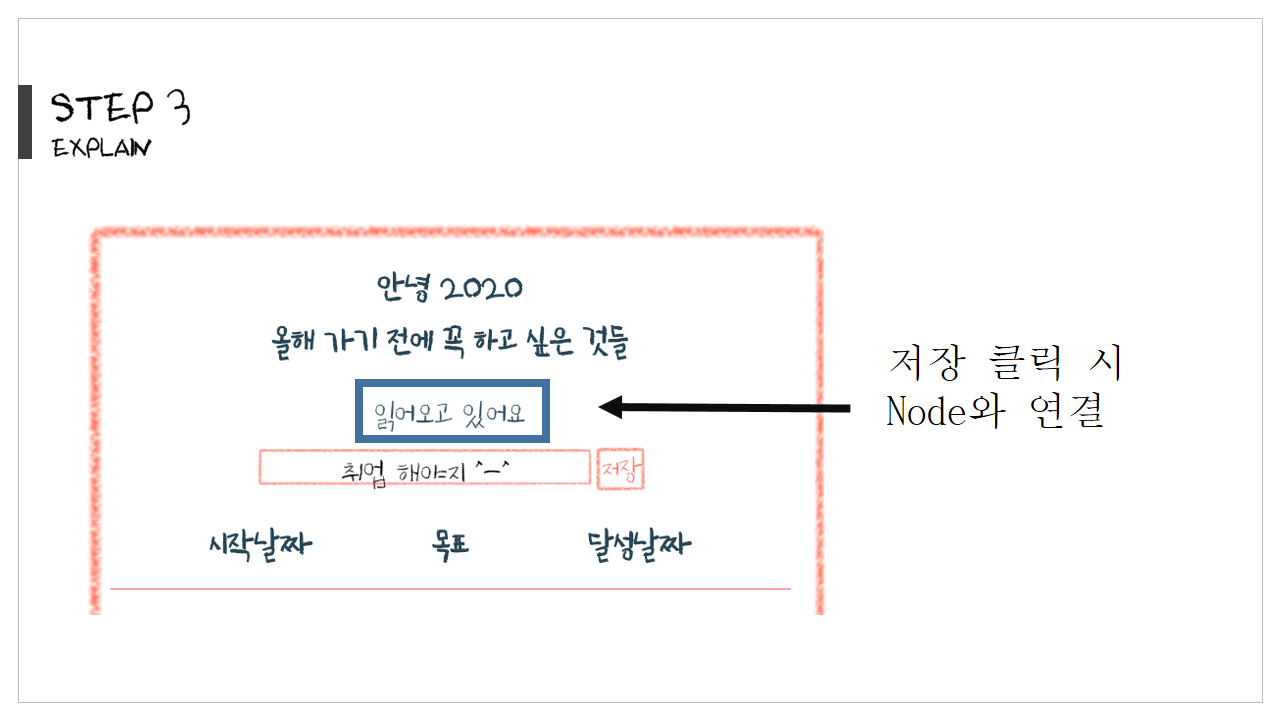 STEP 3
EXPLAIN
안녕 2020
올해 가기 전에 꼭 하고 싶은 것들
읽어오고 있어요
취업 해야지 ^-^
저장
시작날짜 목표 달성날짜
저장 클릭 시
Node와 연결